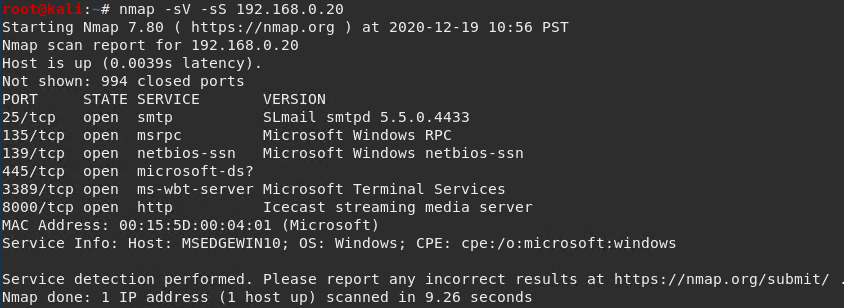 root@kali:~# nmap -sV -sS 192.168.0.20
Starting Nmap 7.80 ( https://nmap.org ) at 2020-12-19 10:56 PST
Nmap scan report for 192.168.0.20
Host is up (0.0039s latency).
Not shown: 994 closed ports
PORT     STATE SERVICE       VERSION
25/tcp   open  smtp          SLmail smtpd 5.5.0.4433
135/tcp  open  msrpc         Microsoft Windows RPC
139/tcp  open  netbios-ssn   Microsoft Windows netbios-ssn
445/tcp  open  microsoft-ds?
3389/tcp open  ms-wbt-server Microsoft Terminal Services
8000/tcp open  http          Icecast streaming media server
MAC Address: 00:15:5D:00:04:01 (Microsoft)
Service Info: Host: MSEDGEWIN10; OS: Windows; CPE: cpe:/o:microsoft:windows
Service detection performed. Please report any incorrect results at https://nmap.org/submit/ .
Nmap done: 1 IP address (1 host up) scanned in 9.26 seconds